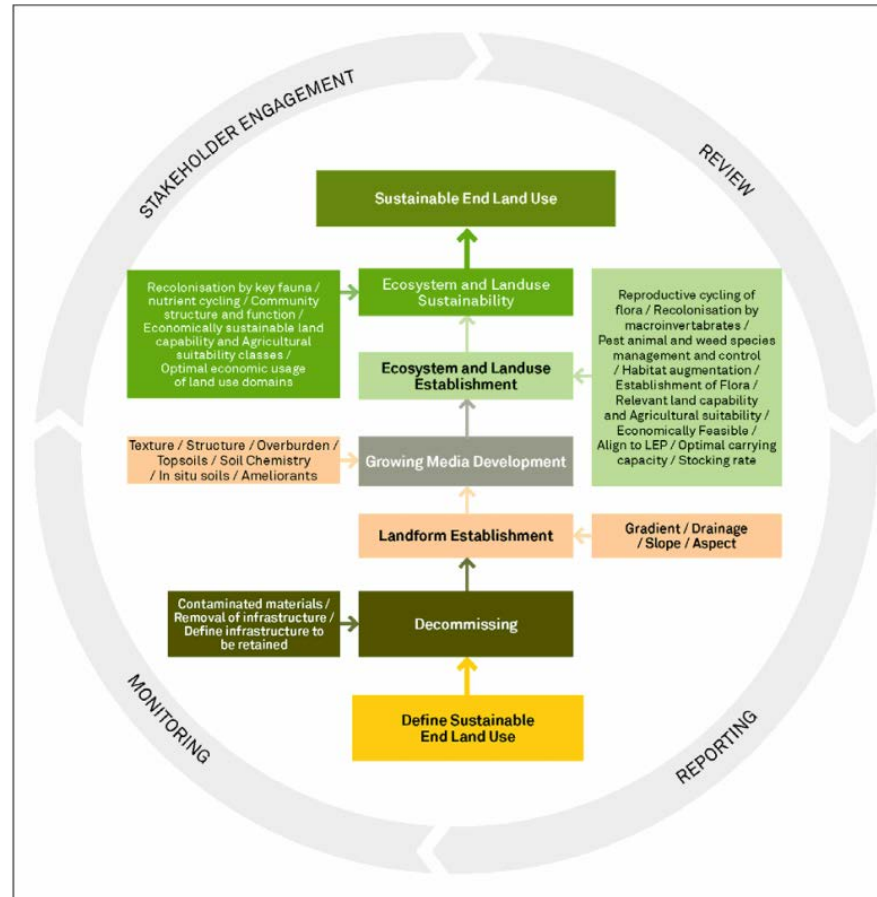 STAKEHOLDER ENGAGEMENT
REVIEW
Sustainable End Land Use
Recolonisation by key fauna /
nutrient cycling / Community
structure and function /
Economically sustainable land
capability and Agricultural
suitability classes /
Optimal economic usage
of land use domains
Ecosystem and Landuse
Sustainability
Reproductive cycling of
flora / Recolonisation by
macroinvertabrates /
Pest animal and weed species
management and control
/ Habitat augmentation /
Establishment of Flora /
Relevant land capability
and Agricultural suitability /
Economically Feasible /
Align to LEP / Optimal carrying
capacity / Stocking rate
Ecosystem and Landuse
Establishment
Texture / Structure / Overburden /
Topsoils / Soil Chemistry
/ In situ soils / Ameliorants
Growing Media Development
Landform Establishment
Gradient / Drainage
/ Slope / Aspect
Contaminated materials /
Removal of infrastructure /
Define infrastructure to
be retained
Decommissing
Define Sustainable
End Land Use
MONITORING
REPORTING